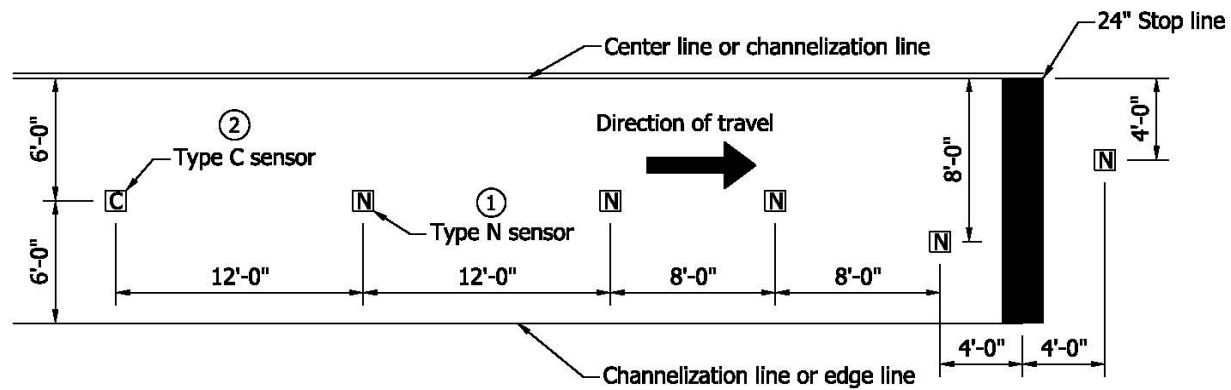 24" Stop line
Center line or channelization line
6'-0"
2
Type C sensor
Direction of travel
8'-0"
4'-0"
N
C
N
1
N
N
Type N sensor
N
6'-0"
12'-0"
12'-0"
8'-0"
8'-0"
4'-0"
4'-0"
Channelization line or edge line